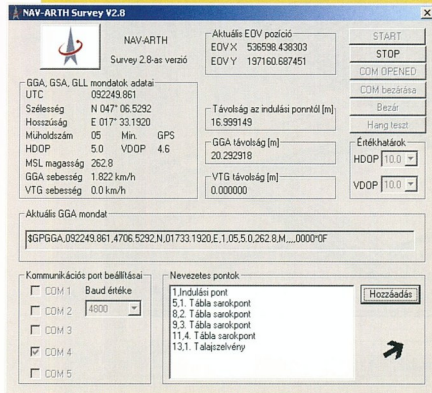 NAV-ARTH Survey V2.8
NAV-ARTH
Survey 2.8-as verzió
Aktuális EOV pozíció
EOV X 536598.438303
EOV Y 197160.687451
START
STOP
COM OPENED
COM bezárása
Bezár
Hang teszt
GGA, GSA, GLL mondatok adatai
UTC 092249.861
Szélesség N 047° 06.5292
Hosszúság E 017° 33.1920
Műholdszám 05 Min. GPS
HDOP 5.0 VDOP 4.6
MSL magasság 262.8
GGA sebesség 1.822 km/h
VTG sebesség 0.0 km/h
Távolság az indulási ponntól [m]
16.999149
GGA távolság [m]
20.292918
VTG távolság [m]
0.000000
Értékhatárok
HDOP 10.0
VDOP 10.0
Aktuális GGA mondat
$GPGGA,092249.861,4706.5292,N,01733.1920,E,1,05,5.0,262.8,M,,,,0000*0F
Kommunikációs port beállításai
COM 1
COM 2
COM 3
COM 4
COM 5
Baud értéke
4800
Nevezetes pontok
1,Indulási pont
5,1. Tábla sarokpont
8,2. Tábla sarokpont
9,3. Tábla sarokpont
11,4. Tábla sarokpont
13,1. Talajszelvény
Hozzáadás